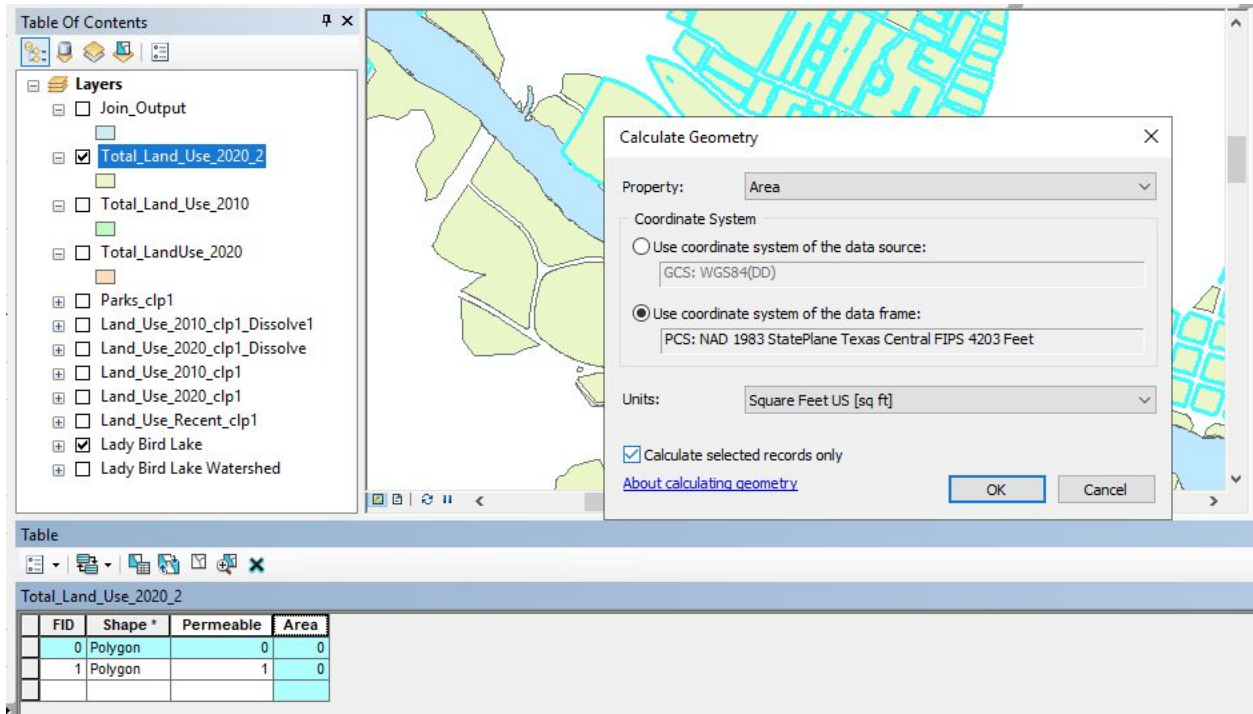 Table Of Contents
Layers
Join_Output
Total_Land_Use_2020_2
Total_Land_Use_2010
Total_LandUse_2020
Parks_clp1
Land_Use_2010_clp1_Dissolve1
Land_Use_2020_clp1_Dissolve
Land_Use_2010_clp1
Land_Use_2020_clp1
Land_Use_Recent_clp1
Lady Bird Lake
Lady Bird Lake Watershed
Calculate Geometry
Property: Area
Coordinate System
Use coordinate system of the data source:
GCS: WGS84(DD)
Use coordinate system of the data frame:
PCS: NAD 1983 StatePlane Texas Central FIPS 4203 Feet
Units: Square Feet US [sq ft]
Calculate selected records only
About calculating geometry OK Cancel
Table
Total_Land_Use_2020_2
FID Shape * Permeable Area
0 Polygon 0 0
1 Polygon 1 0